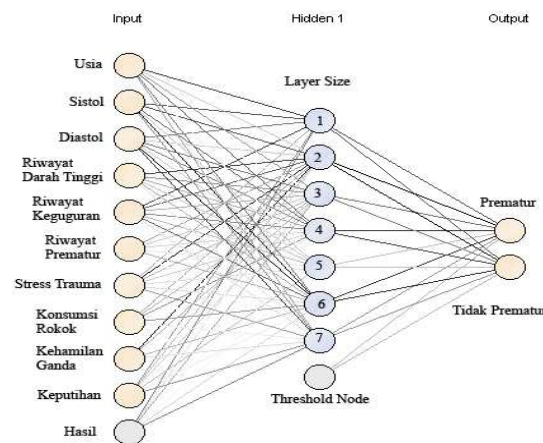 Input
Hidden 1
Output
Usia
Sistol
Diastol
Riwayat
Darah Tinggi
Riwayat
Keguguran
Riwayat
Prematur
Stress Trauma
Konsumsi
Rokok
Kehamilan
Ganda
Keputihan
Hasil
Layer Size
1
2
3
4
5
6
7
Threshold Node
Prematur
Tidak Prematur